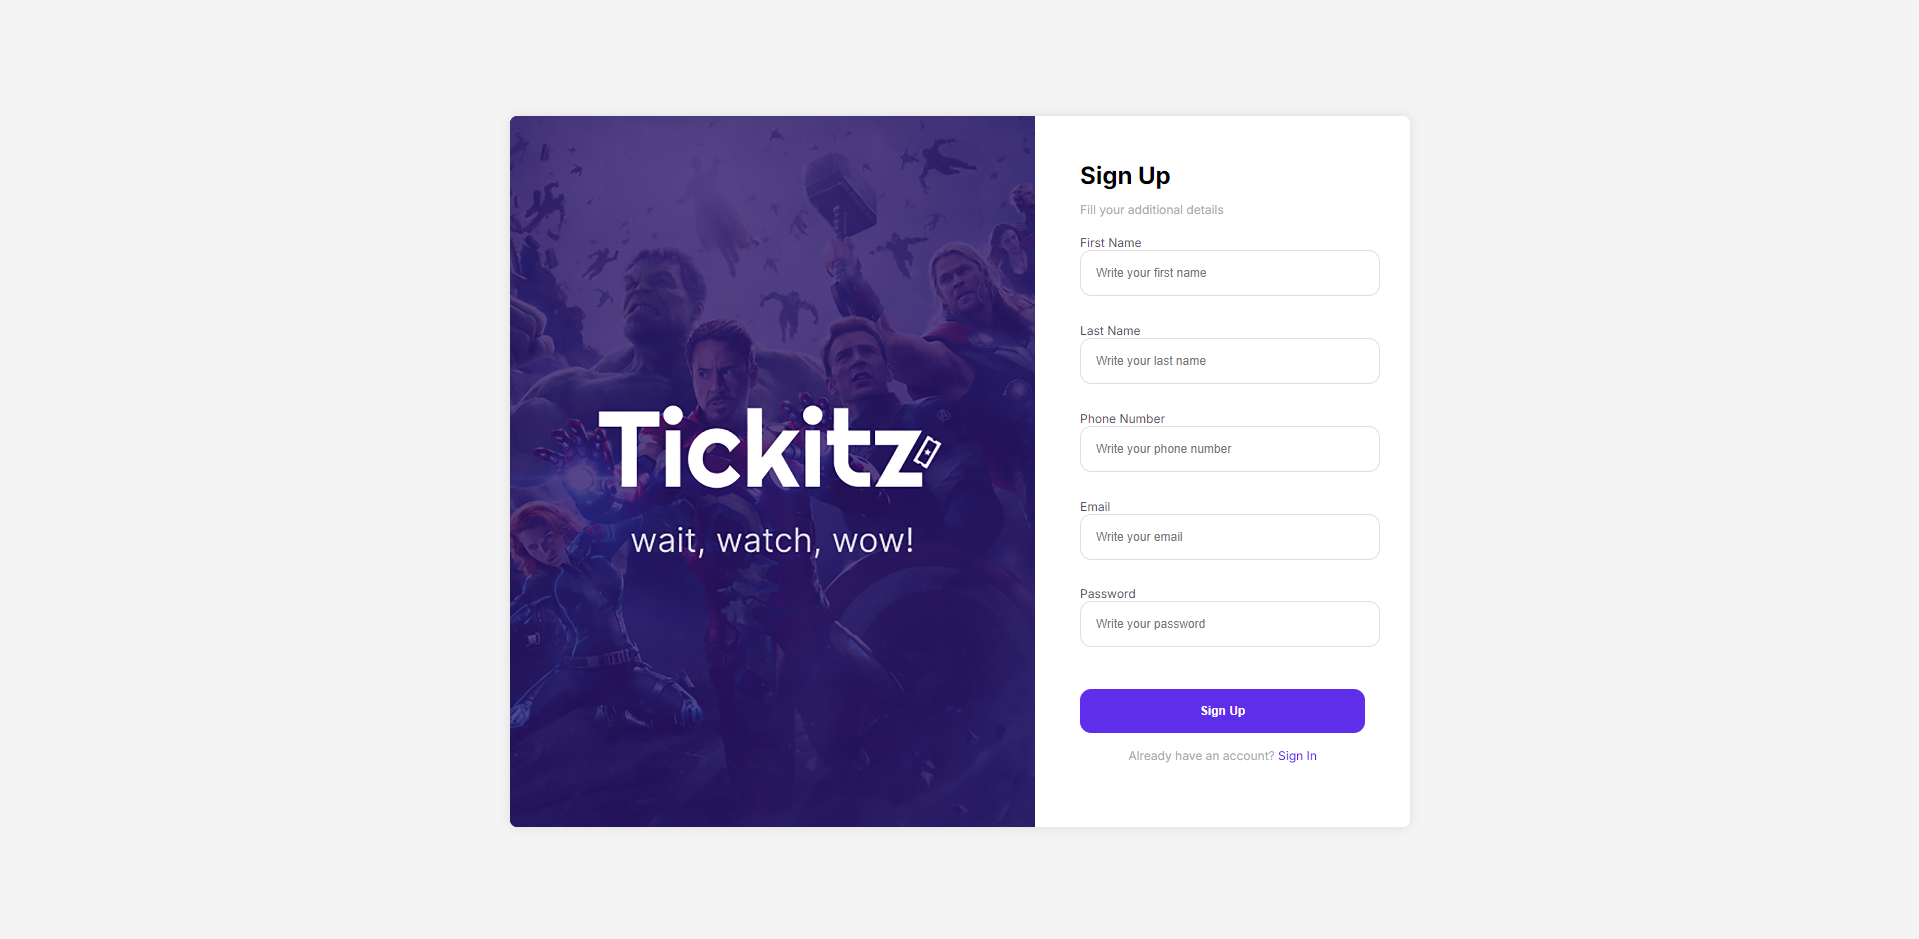 Tickitz
wait, watch, wow!
Sign Up
Fill your additional details
First Name
Write your first name
Last Name
Write your last name
Phone Number
Write your phone number
Email
Write your email
Password
Write your password
Sign Up
Already have an account? Sign In